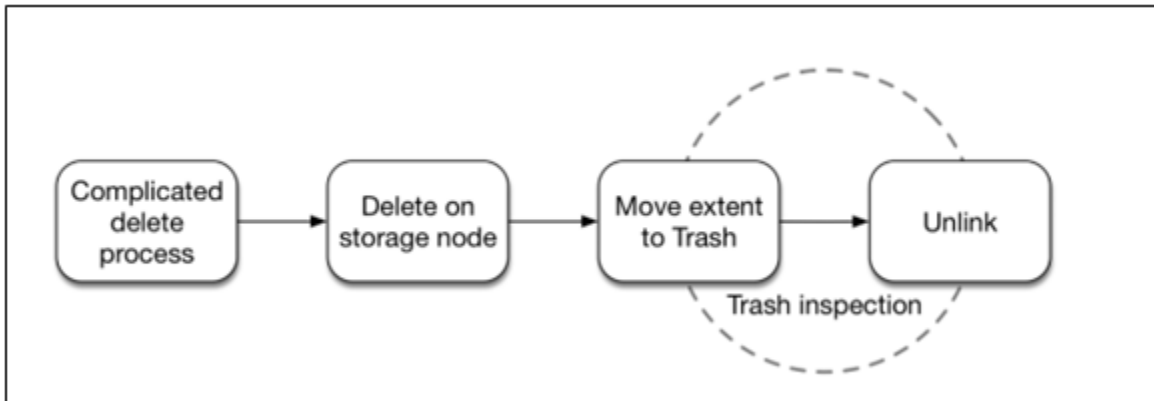 Complicated
delete
process
Delete on
storage node
Move extent
to Trash
Unlink
Trash inspection